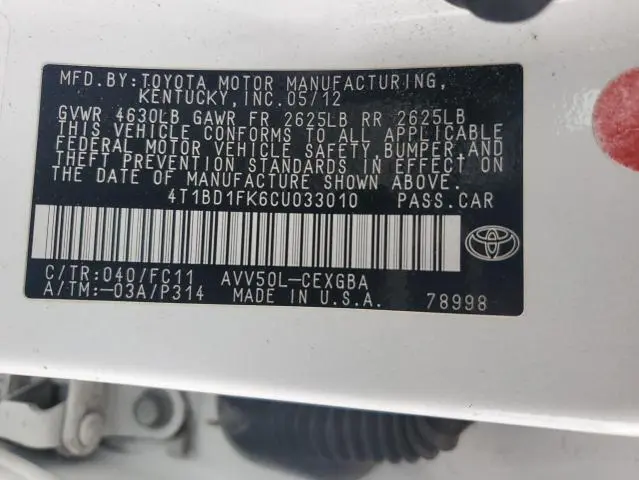 MFD.BY:TOYOTA MOTOR MANUFACTURING,
KENTUCKY,INC.05/12
GVWR 4630LB GAWR FR 2625LB RR 2625LB
THIS VEHICLE CONFORMS TO ALL APPLICABLE
FEDERAL MOTOR VEHICLE SAFETY,BUMPER,AND
THEFT PREVENTION STANDARDS IN EFFECT ON
THE DATE OF MANUFACTURE SHOWN ABOVE.
4T1BD1FK6CU033010 PASS.CAR
C/TR:040/FC11 AVV50L-CEXGBA
A/TM:-03A/P314 MADE IN U.S.A. 78998